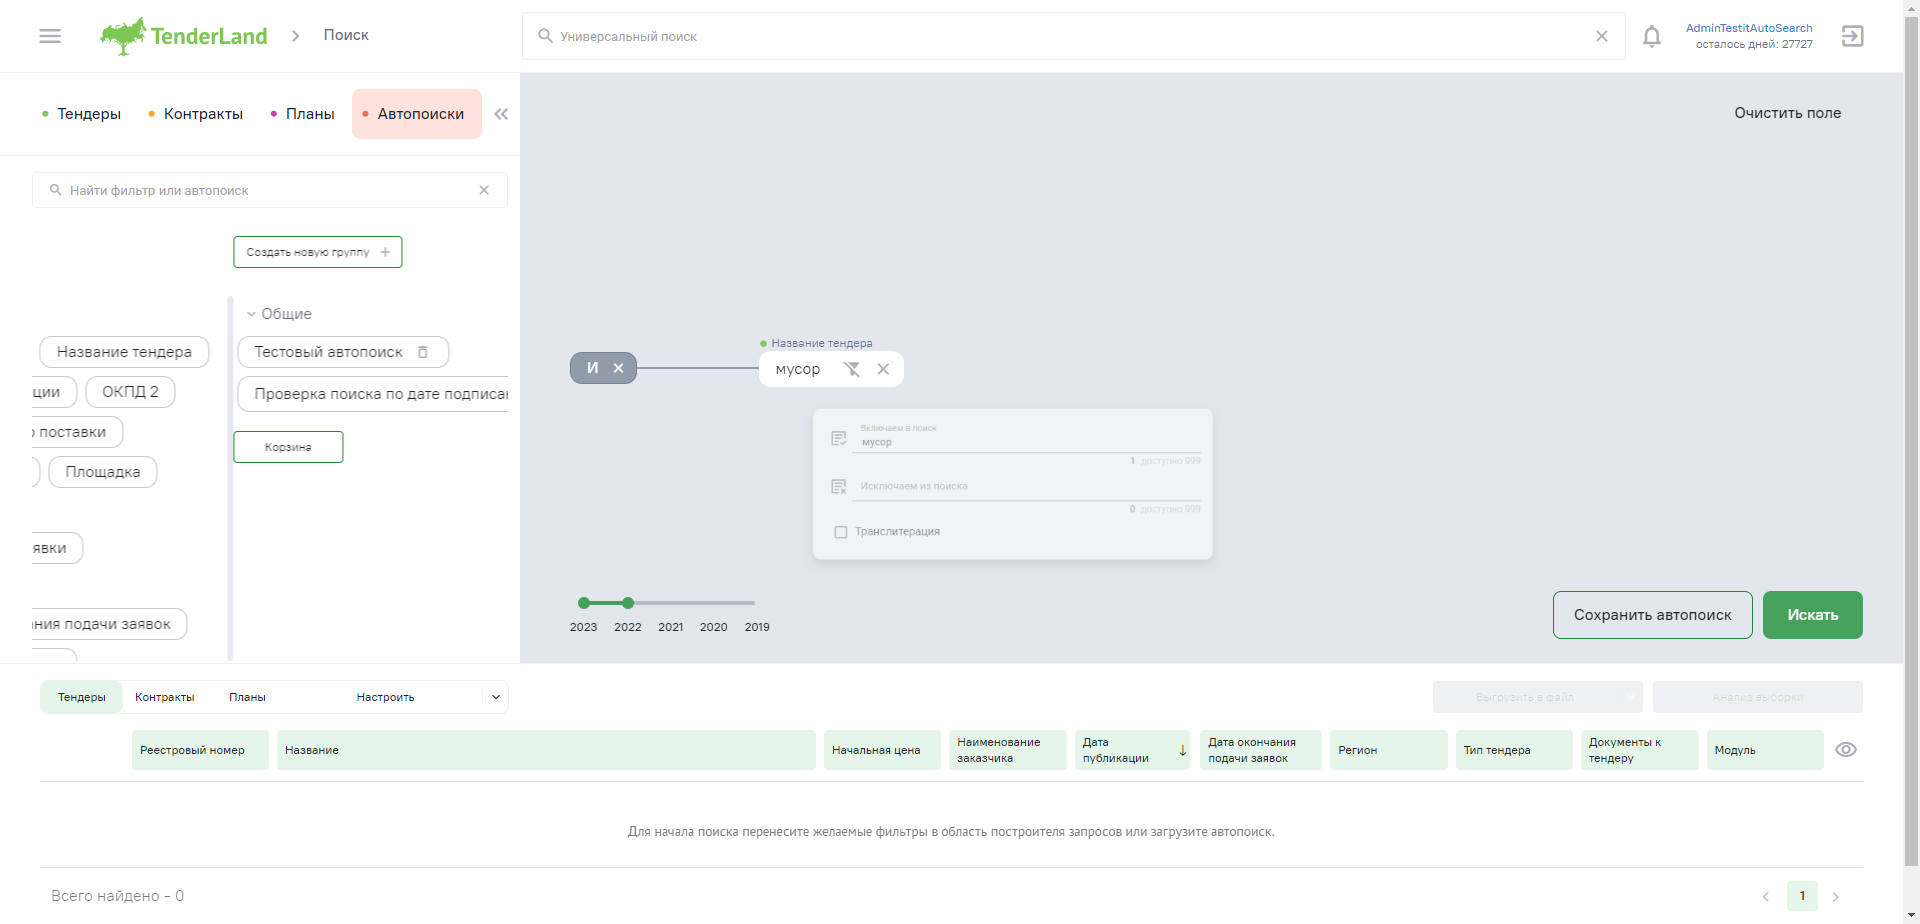 TenderLand
Поиск
Универсальный поиск
AdminTestitAutoSearch
осталось дней: 27727
Тендеры
Контракты
Планы
Автопоиски
Очистить поле
Найти фильтр или автопоиск
Создать новую группу
Общие
Название тендера
Тестовый автопоиск
ции
ОКПД 2
Проверка поиска по дате подписан
о поставки
Корзина
Площадка
явки
ания подачи заявок
Название тендера
И
мусор
Включаем в поиск
мусор
1 доступно 999
Исключаем из поиска
0 доступно 999
Транслитерация
2023 2022 2021 2020 2019
Сохранить автопоиск
Искать
Тендеры
Контракты
Планы
Настроить
Выгрузить в файл
Анализ выборки
Реестровый номер
Название
Начальная цена
Наименование
заказчика
Дата
публикации
Дата окончания
подачи заявок
Регион
Тип тендера
Документы к
тендеру
Модуль
Для начала поиска перенесите желаемые фильтры в область построителя запросов или загрузите автопоиск.
Всего найдено - 0
1